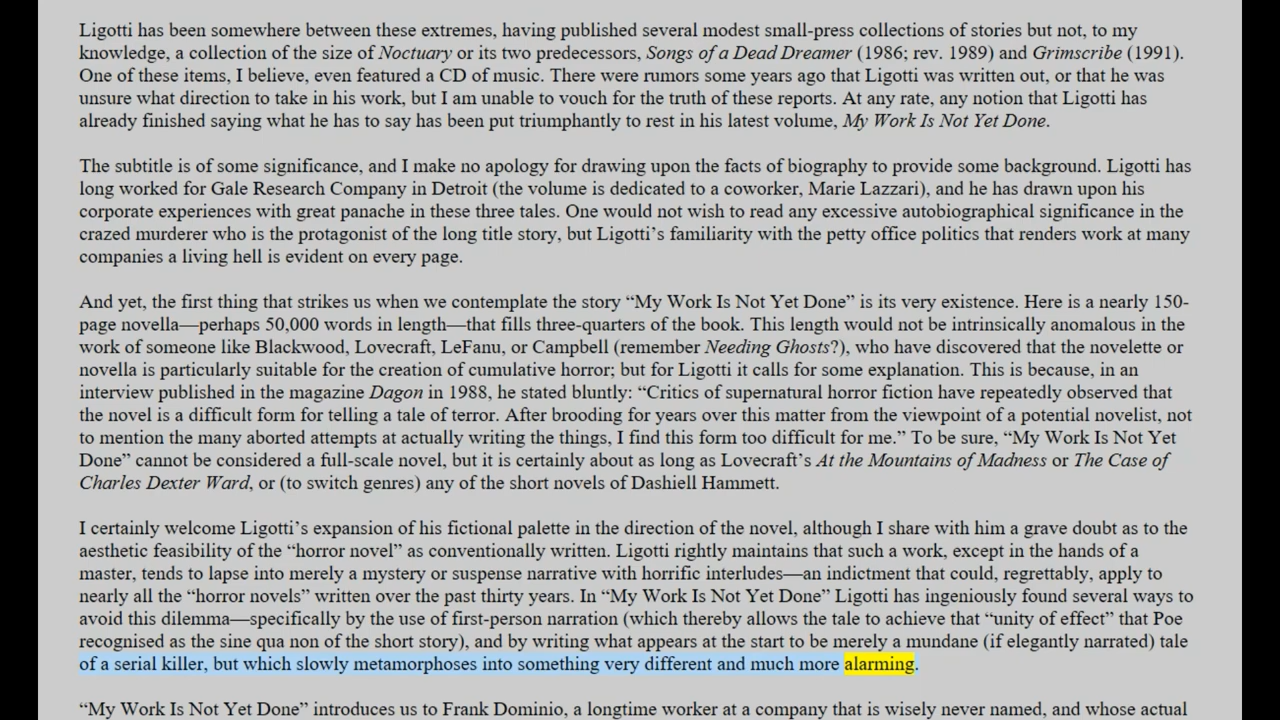 Ligotti has been somewhere between these extremes, having published several modest small-press collections of stories but not, to my
knowledge, a collection of the size of Noctuary or its two predecessors, Songs of a Dead Dreamer (1986; rev. 1989) and Grimscribe (1991).
One of these items, I believe, even featured a CD of music. There were rumors some years ago that Ligotti was written out, or that he was
unsure what direction to take in his work, but I am unable to vouch for the truth of these reports. At any rate, any notion that Ligotti has
already finished saying what he has to say has been put triumphantly to rest in his latest volume, My Work Is Not Yet Done.
The subtitle is of some significance, and I make no apology for drawing upon the facts of biography to provide some background. Ligotti has
long worked for Gale Research Company in Detroit (the volume is dedicated to a coworker, Marie Lazzari), and he has drawn upon his
corporate experiences with great panache in these three tales. One would not wish to read any excessive autobiographical significance in the
crazed murderer who is the protagonist of the long title story, but Ligotti’s familiarity with the petty office politics that renders work at many
companies a living hell is evident on every page.
And yet, the first thing that strikes us when we contemplate the story “My Work Is Not Yet Done” is its very existence. Here is a nearly 150-
page novella—perhaps 50,000 words in length—that fills three-quarters of the book. This length would not be intrinsically anomalous in the
work of someone like Blackwood, Lovecraft, LeFanu, or Campbell (remember Needing Ghosts?), who have discovered that the novelette or
novella is particularly suitable for the creation of cumulative horror; but for Ligotti it calls for some explanation. This is because, in an
interview published in the magazine Dagon in 1988, he stated bluntly: “Critics of supernatural horror fiction have repeatedly observed that
the novel is a difficult form for telling a tale of terror. After brooding for years over this matter from the viewpoint of a potential novelist, not
to mention the many aborted attempts at actually writing the things, I find this form too difficult for me.” To be sure, “My Work Is Not Yet
Done” cannot be considered a full-scale novel, but it is certainly about as long as Lovecraft’s At the Mountains of Madness or The Case of
Charles Dexter Ward, or (to switch genres) any of the short novels of Dashiell Hammett.
I certainly welcome Ligotti’s expansion of his fictional palette in the direction of the novel, although I share with him a grave doubt as to the
aesthetic feasibility of the “horror novel” as conventionally written. Ligotti rightly maintains that such a work, except in the hands of a
master, tends to lapse into merely a mystery or suspense narrative with horrific interludes—an indictment that could, regrettably, apply to
nearly all the “horror novels” written over the past thirty years. In “My Work Is Not Yet Done” Ligotti has ingeniously found several ways to
avoid this dilemma—specifically by the use of first-person narration (which thereby allows the tale to achieve that “unity of effect” that Poe
recognised as the sine qua non of the short story), and by writing what appears at the start to be merely a mundane (if elegantly narrated) tale
of a serial killer, but which slowly metamorphoses into something very different and much more alarming.
“My Work Is Not Yet Done” introduces us to Frank Dominio, a longtime worker at a company that is wisely never named, and whose actual